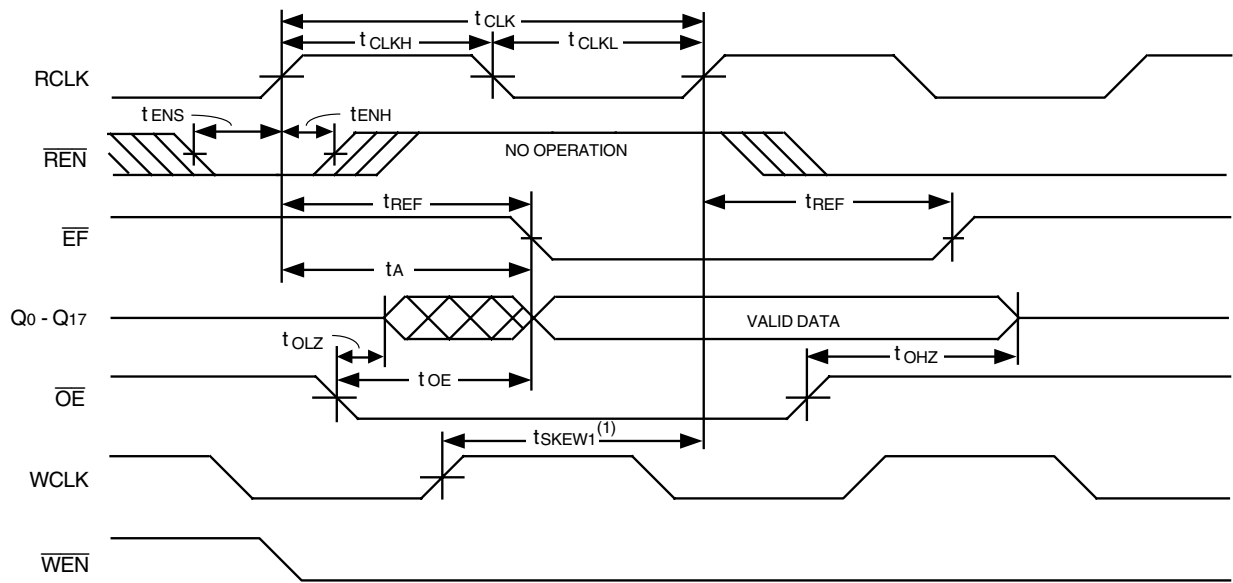 tCLK
tCLKH tCLKL
RCLK
tENS tENH
REN NO OPERATION
tREF tREF
EF
tA
Q0 - Q17 VALID DATA
tOLZ tOHZ
tOE
OE
tSKEW1(1)
WCLK
WEN